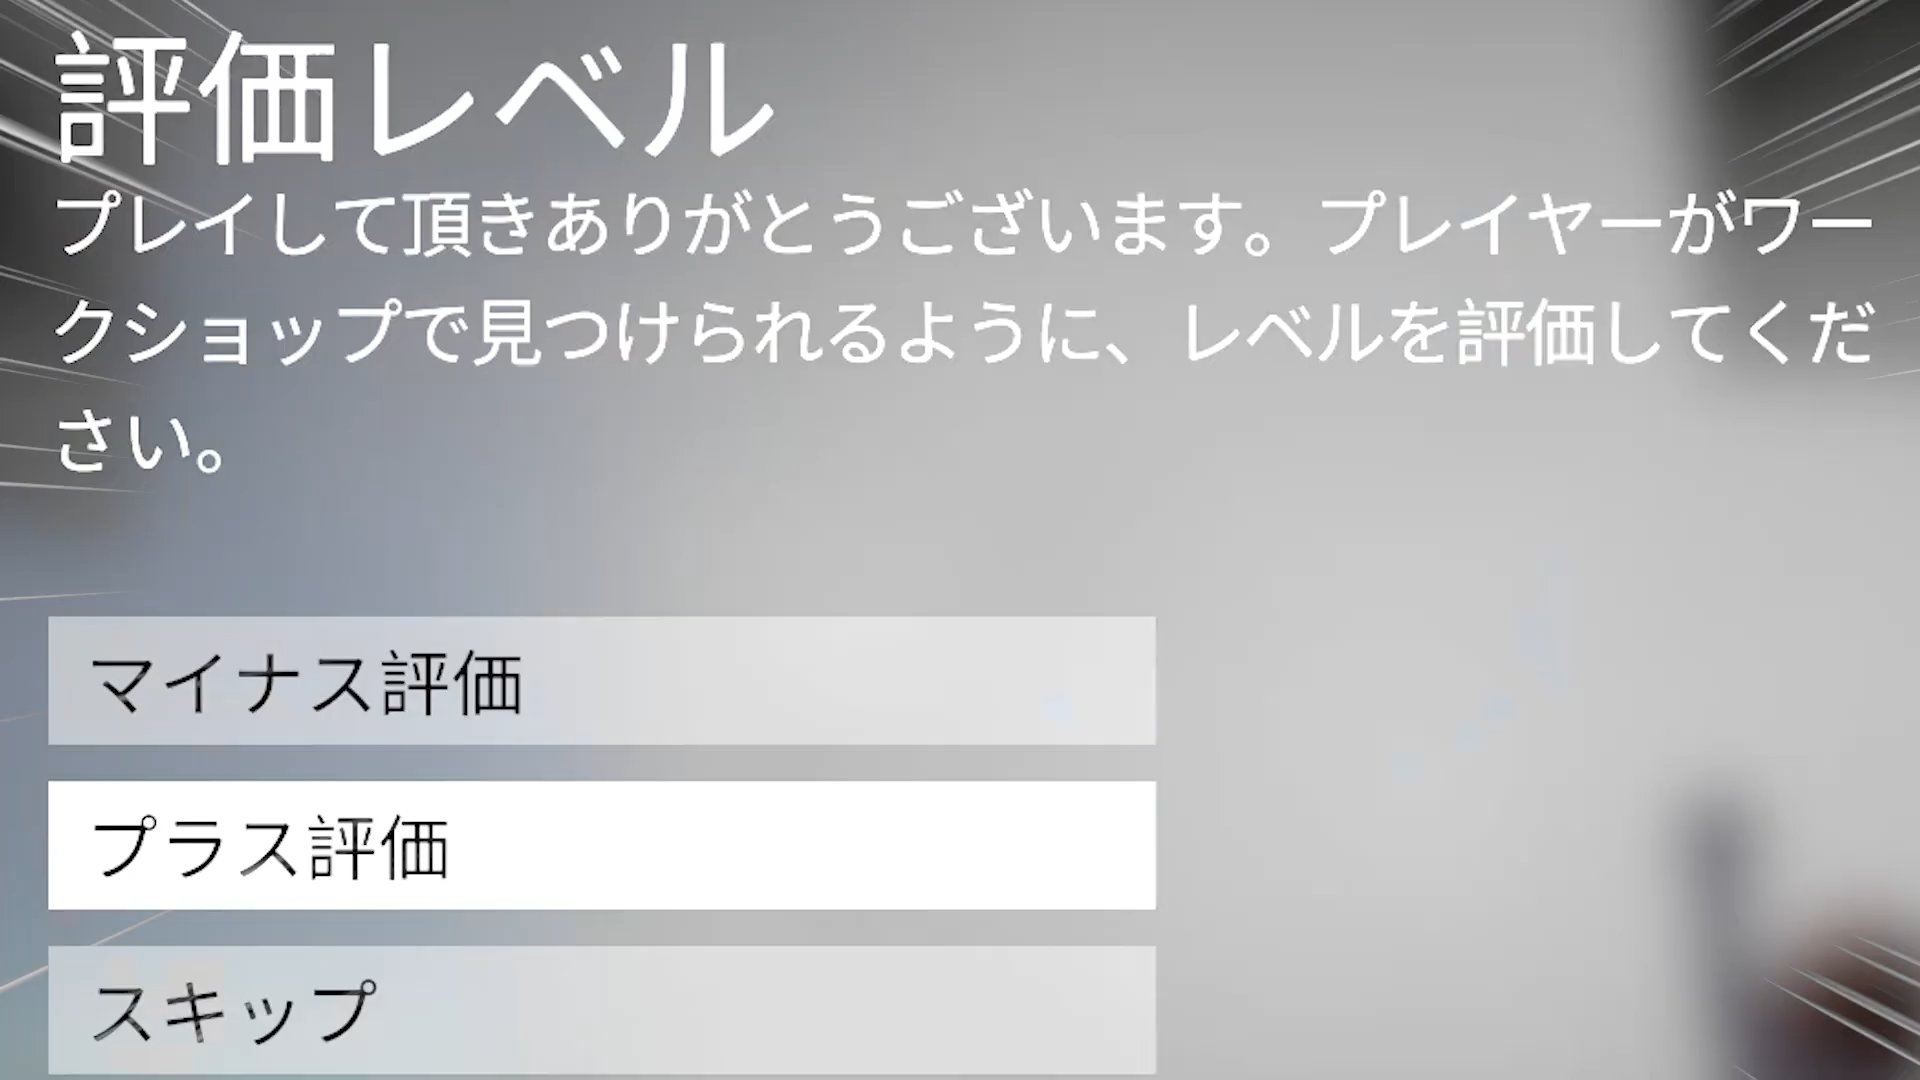 評価レベル
プレイして頂きありがとうございます。プレイヤーがワー
クショップで見つけられるように、レベルを評価してくだ
さい。
マイナス評価
プラス評価
スキップ